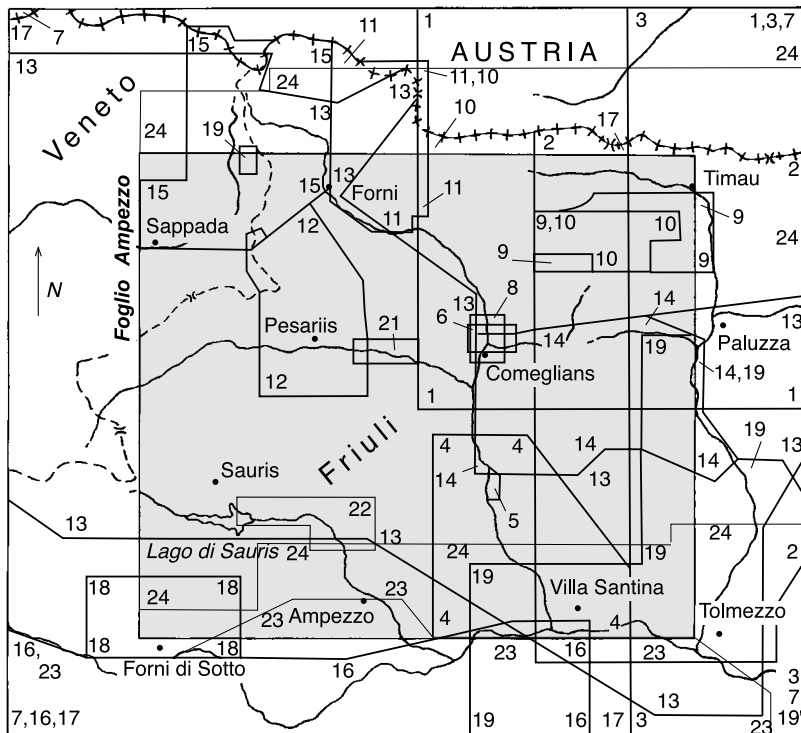 17 7 15 15 11 1 3 1,3,7
13 AUSTRIA 24
24 13 13 11,10
Veneto 10 17
24 19 2 2
15 13 Forni Timau
15 11 11 9,10 10 9
Sappada 12 24
N 9 10 9
Foglio Ampezzo
13 8 14 13
Pesariis 21 6 14 19 Paluzza
Comeglians 14,19
12 1 1
Friuli 4 4 14 19 13
Sauris 14 13 14
22 5
13 13
Lago di Sauris 24 24 19 2
18 18 19 Villa Santina
24 23
Ampezzo 23 4 4 Tolmezzo
18 18
Forni di Sotto 16 23 16 23
16,
23
3
13 7,
7,16,17 19 16 17 3 23 19